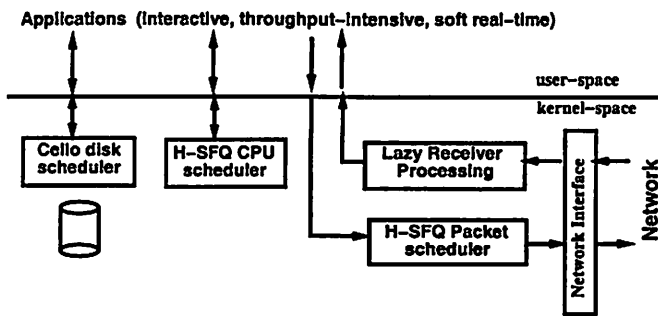 Applications (interactive, throughput-intensive, soft real-time)
user-space
kernel-space
Cello disk
scheduler
H-SFQ CPU
scheduler
Lazy Receiver
Processing
H-SFQ Packet
scheduler
Network Interface
Network